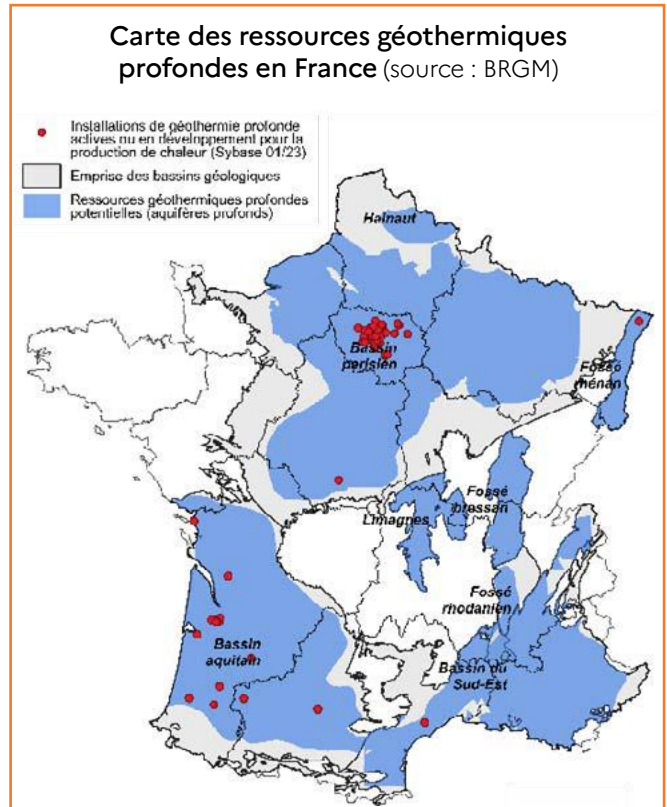 Carte des ressources géothermiques
profondes en France (source : BRGM)
Installations de géothermie profonde
actives ou en développement pour la
production de chaleur (Sybase 01/23)
Emprise des bassins géologiques
Ressources géothermiques profondes
potentielles (aquifères profonds)
Hainaut
Bassin
parisien
Fossé
rhénan
Fossé
bressan
Limagnes
Fossé
rhodanien
Bassin
aquitain
Bassin du
Sud-Est